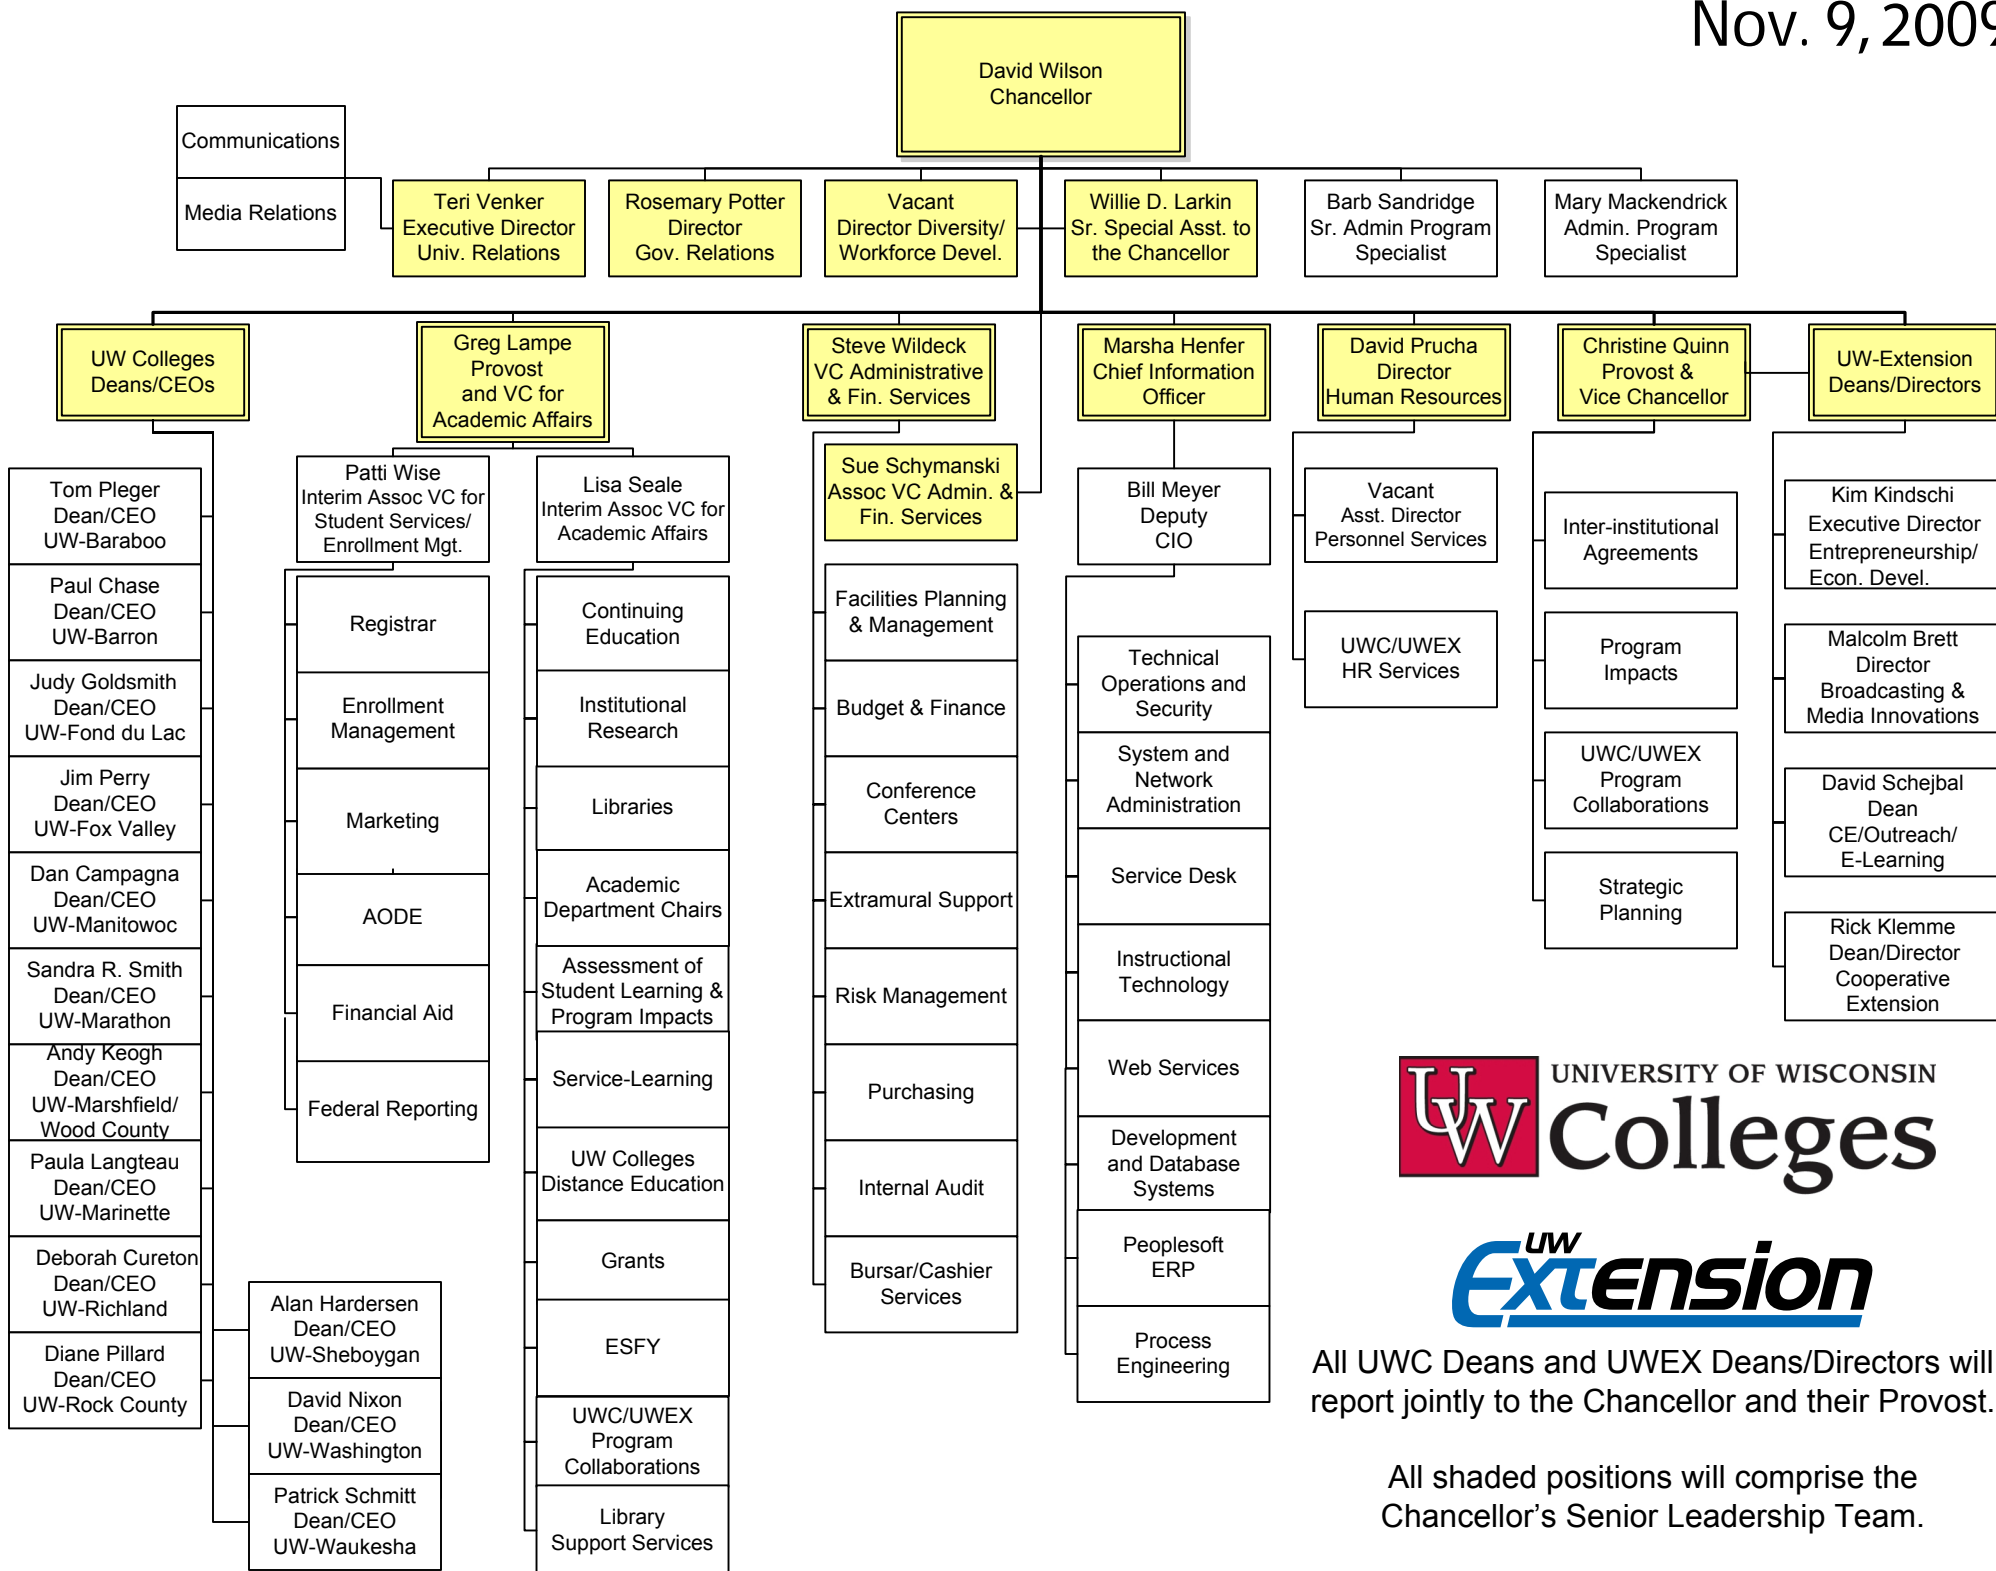 Nov. 9, 2009
David Wilson
Chancellor
Communications
Media Relations
Teri Venker
Executive Director
Univ. Relations
Rosemary Potter
Director
Gov. Relations
Vacant
Director Diversity/
Workforce Devel.
Willie D. Larkin
Sr. Special Asst. to
the Chancellor
Barb Sandridge
Sr. Admin Program
Specialist
Mary Mackendrick
Admin. Program
Specialist
UW Colleges
Deans/CEOs
Greg Lampe
Provost
and VC for
Academic Affairs
Steve Wildeck
VC Administrative
& Fin. Services
Marsha Henfer
Chief Information
Officer
David Prucha
Director
Human Resources
Christine Quinn
Provost &
Vice Chancellor
UW-Extension
Deans/Directors
Tom Pleger
Dean/CEO
UW-Baraboo
Paul Chase
Dean/CEO
UW-Barron
Judy Goldsmith
Dean/CEO
UW-Fond du Lac
Jim Perry
Dean/CEO
UW-Fox Valley
Dan Campagna
Dean/CEO
UW-Manitowoc
Sandra R. Smith
Dean/CEO
UW-Marathon
Andy Keogh
Dean/CEO
UW-Marshfield/
Wood County
Paula Langteau
Dean/CEO
UW-Marinette
Deborah Cureton
Dean/CEO
UW-Richland
Diane Pillard
Dean/CEO
UW-Rock County
Alan Hardersen
Dean/CEO
UW-Sheboygan
David Nixon
Dean/CEO
UW-Washington
Patrick Schmitt
Dean/CEO
UW-Waukesha
Patti Wise
Interim Assoc VC for
Student Services/
Enrollment Mgt.
Registrar
Enrollment
Management
Marketing
AODE
Financial Aid
Federal Reporting
Lisa Seale
Interim Assoc VC for
Academic Affairs
Continuing
Education
Institutional
Research
Libraries
Academic
Department Chairs
Assessment of
Student Learning &
Program Impacts
Service-Learning
UW Colleges
Distance Education
Grants
ESFY
UWC/UWEX
Program
Collaborations
Library
Support Services
Sue Schymanski
Assoc VC Admin. &
Fin. Services
Facilities Planning
& Management
Budget & Finance
Conference
Centers
Extramural Support
Risk Management
Purchasing
Internal Audit
Bursar/Cashier
Services
Bill Meyer
Deputy
CIO
Technical
Operations and
Security
System and
Network
Administration
Service Desk
Instructional
Technology
Web Services
Development
and Database
Systems
Peoplesoft
ERP
Process
Engineering
Vacant
Asst. Director
Personnel Services
UWC/UWEX
HR Services
Inter-institutional
Agreements
Program
Impacts
UWC/UWEX
Program
Collaborations
Strategic
Planning
Kim Kindschi
Executive Director
Entrepreneurship/
Econ. Devel.
Malcolm Brett
Director
Broadcasting &
Media Innovations
David Schejbal
Dean
CE/Outreach/
E-Learning
Rick Klemme
Dean/Director
Cooperative
Extension
UW
UNIVERSITY OF WISCONSIN
Colleges
UW
Extension
All UWC Deans and UWEX Deans/Directors will
report jointly to the Chancellor and their Provost.
All shaded positions will comprise the
Chancellor’s Senior Leadership Team.